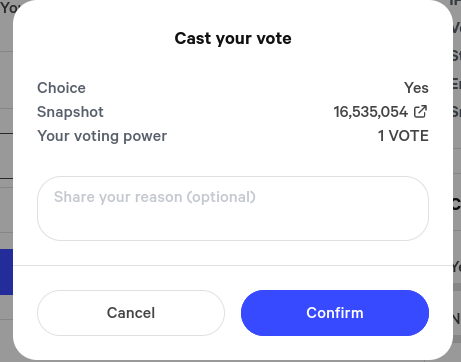 Cast your vote
Choice Yes
Snapshot 16,535,054
Your voting power 1 VOTE
Share your reason (optional)
Cancel Confirm